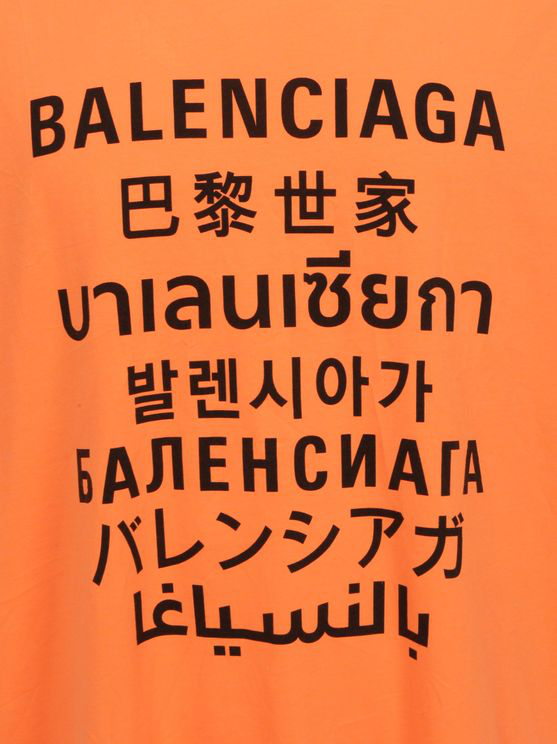 BALENCIAGA
巴黎世家
บาเลนเซียกา
발렌시아가
БАЛЕНСИАГА
バレンシアガ
بالنسياغا